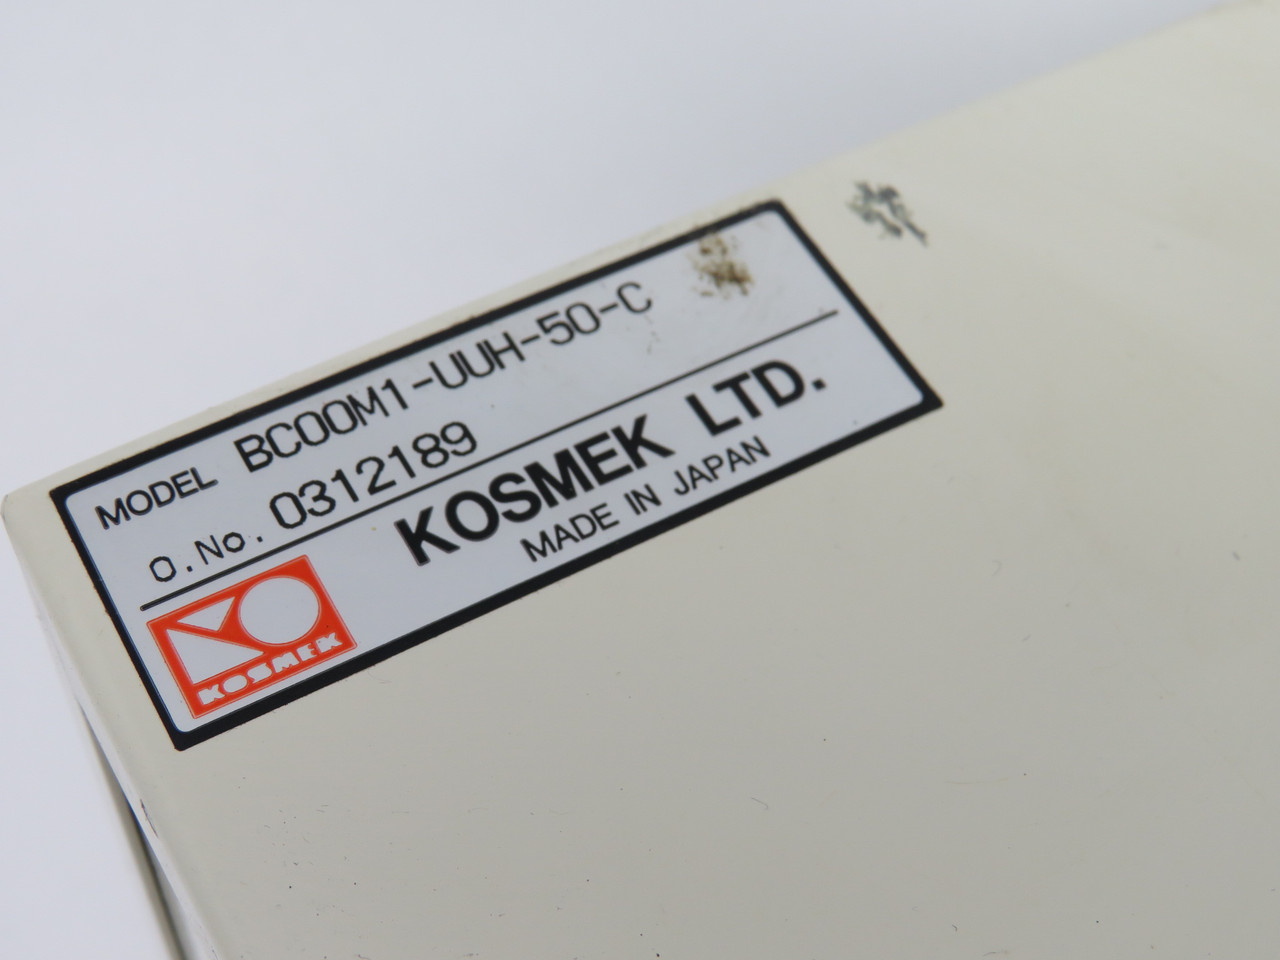 MODEL BC00M1-UUH-50-C
O.No. 0312189
KOSMEK LTD.
MADE IN JAPAN
KOSMEK